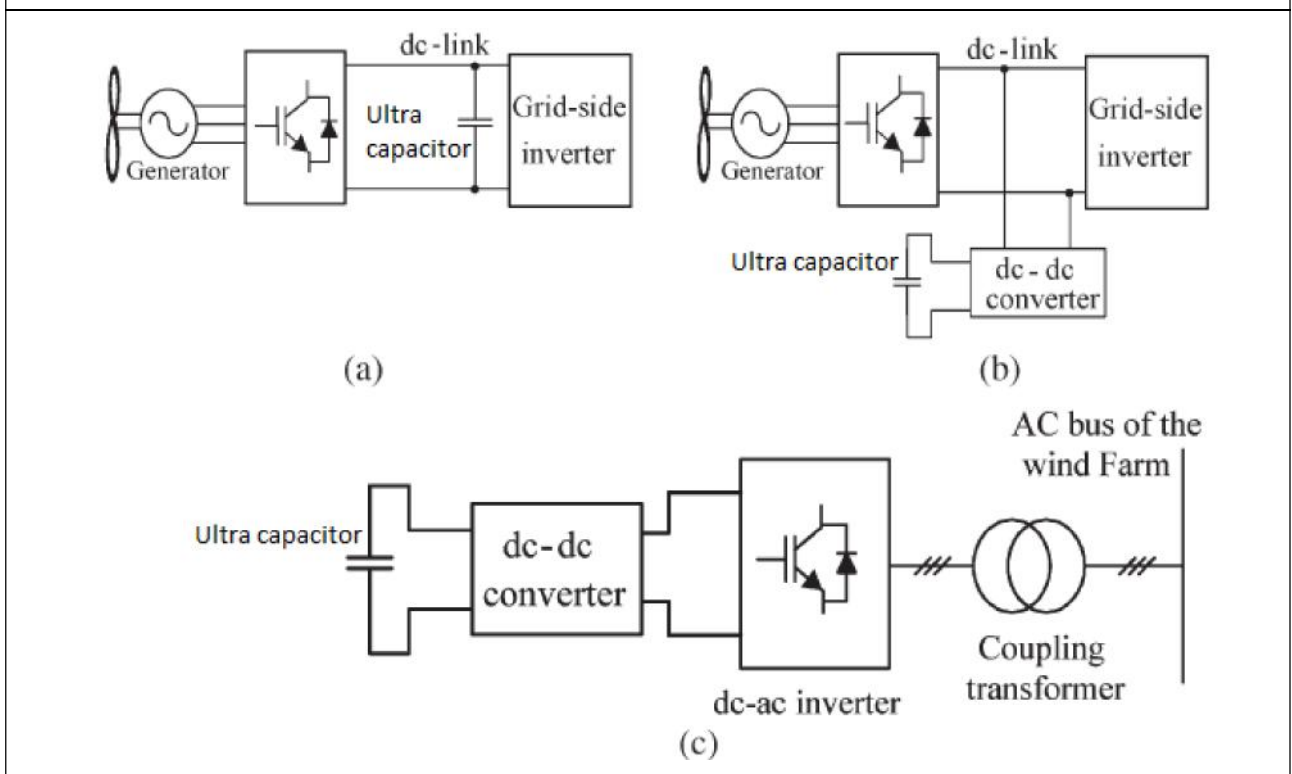 dc-link
Ultra
capacitor
Grid-side
inverter
Generator
(a)
dc-link
Grid-side
inverter
Generator
Ultra capacitor
dc - dc
converter
(b)
AC bus of the
wind Farm
Ultra capacitor
dc-dc
converter
Coupling
transformer
dc-ac inverter
(c)